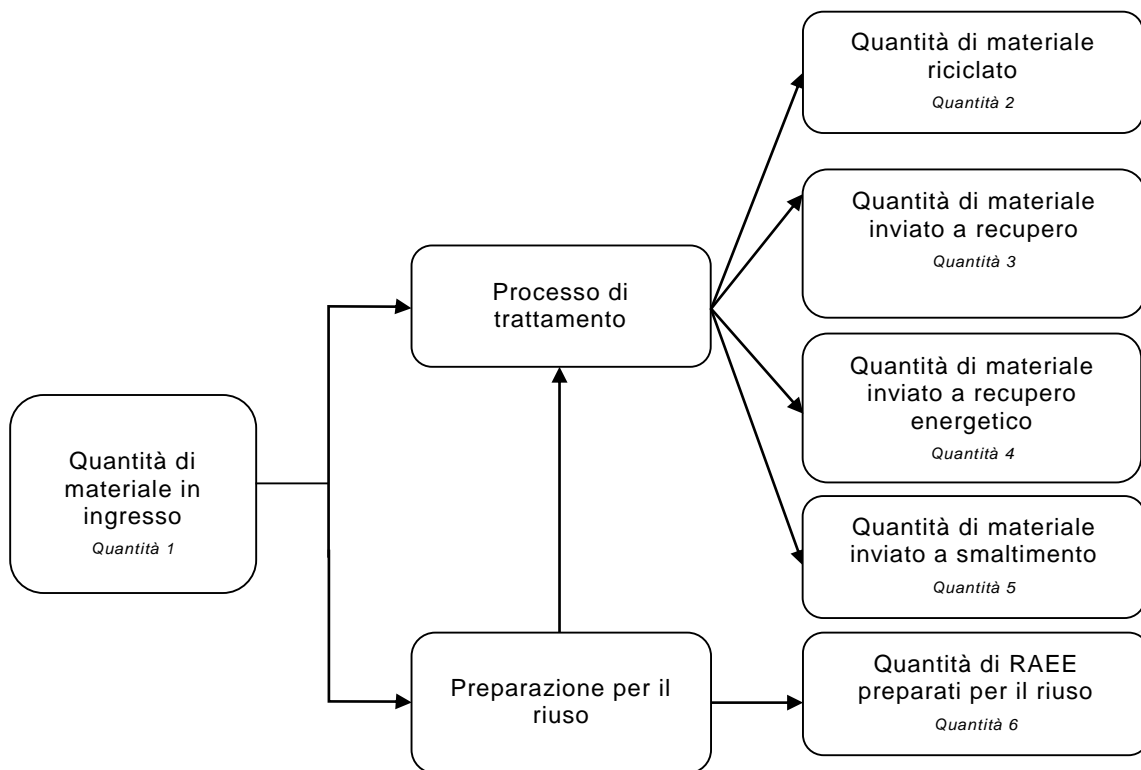 Quantità di materiale
riciclato
Quantità 2
Quantità di materiale
inviato a recupero
Quantità 3
Processo di
trattamento
Quantità di materiale
inviato a recupero
energetico
Quantità 4
Quantità di
materiale in
ingresso
Quantità 1
Quantità di materiale
inviato a smaltimento
Quantità 5
Preparazione per il
riuso
Quantità di RAEE
preparati per il riuso
Quantità 6